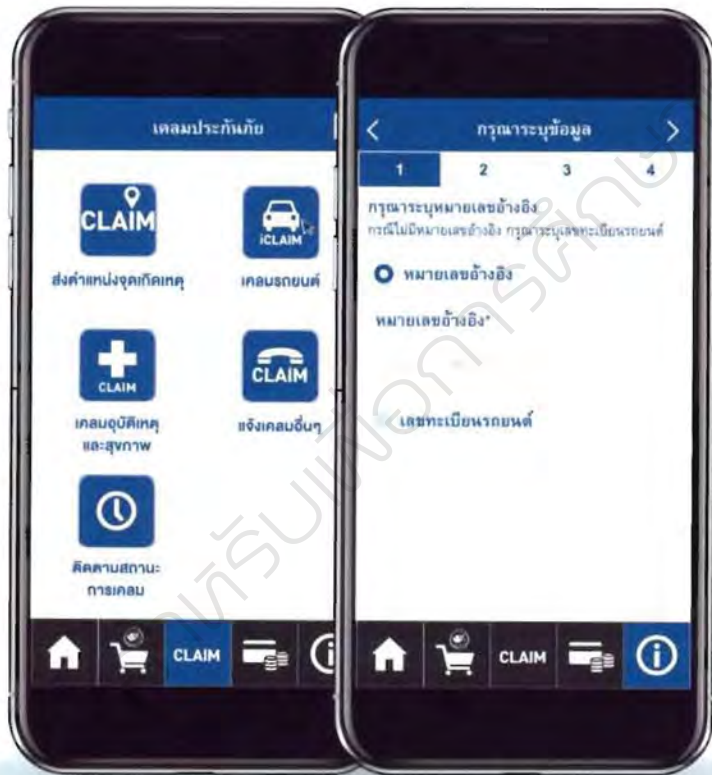 เคลมประกันภัย
CLAIM
ส่งตำแหน่งจุดเกิดเหตุ
iCLAIM
เคลมรถยนต์
CLAIM
เคลมอุบัติเหตุ
และสุขภาพ
CLAIM
แจ้งเคลมอื่นๆ
ติดตามสถานะ
การเคลม
CLAIM
< กรุณาระบุข้อมูล >
1 2 3 4
กรุณาระบุหมายเลขอ้างอิง
กรณีไม่มีหมายเลขอ้างอิง กรุณาระบุเลขทะเบียนรถยนต์
หมายเลขอ้างอิง
หมายเลขอ้างอิง*
เลขทะเบียนรถยนต์
CLAIM